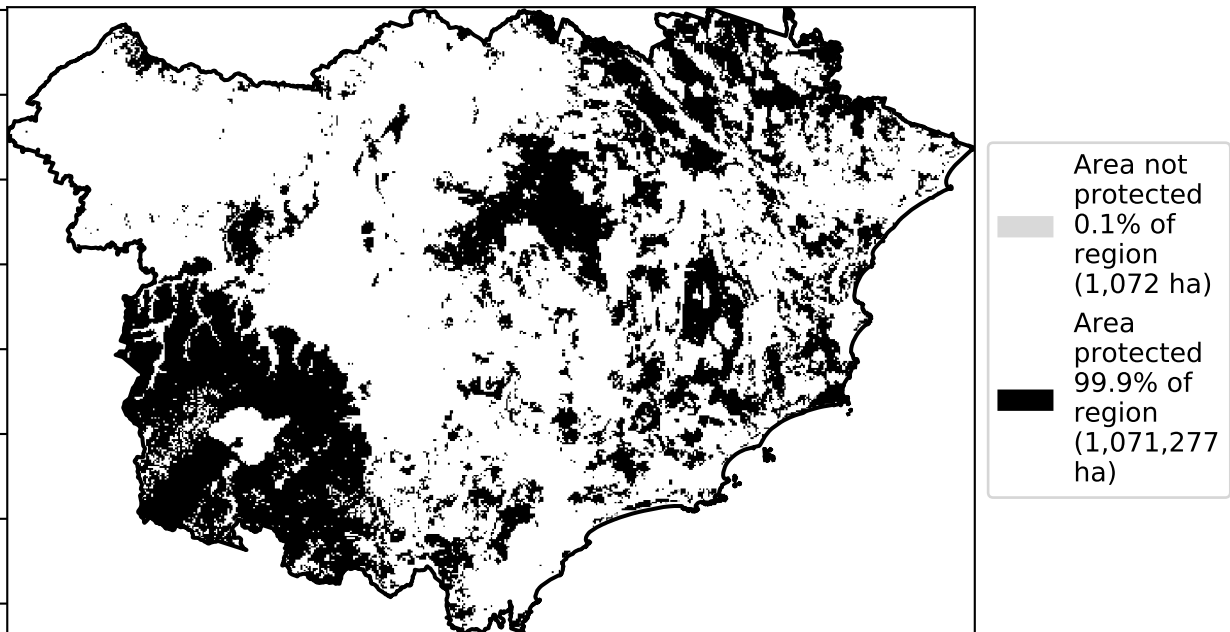 Area not
protected
0.1% of
region
(1,072 ha)
Area
protected
99.9% of
region
(1,071,277
ha)